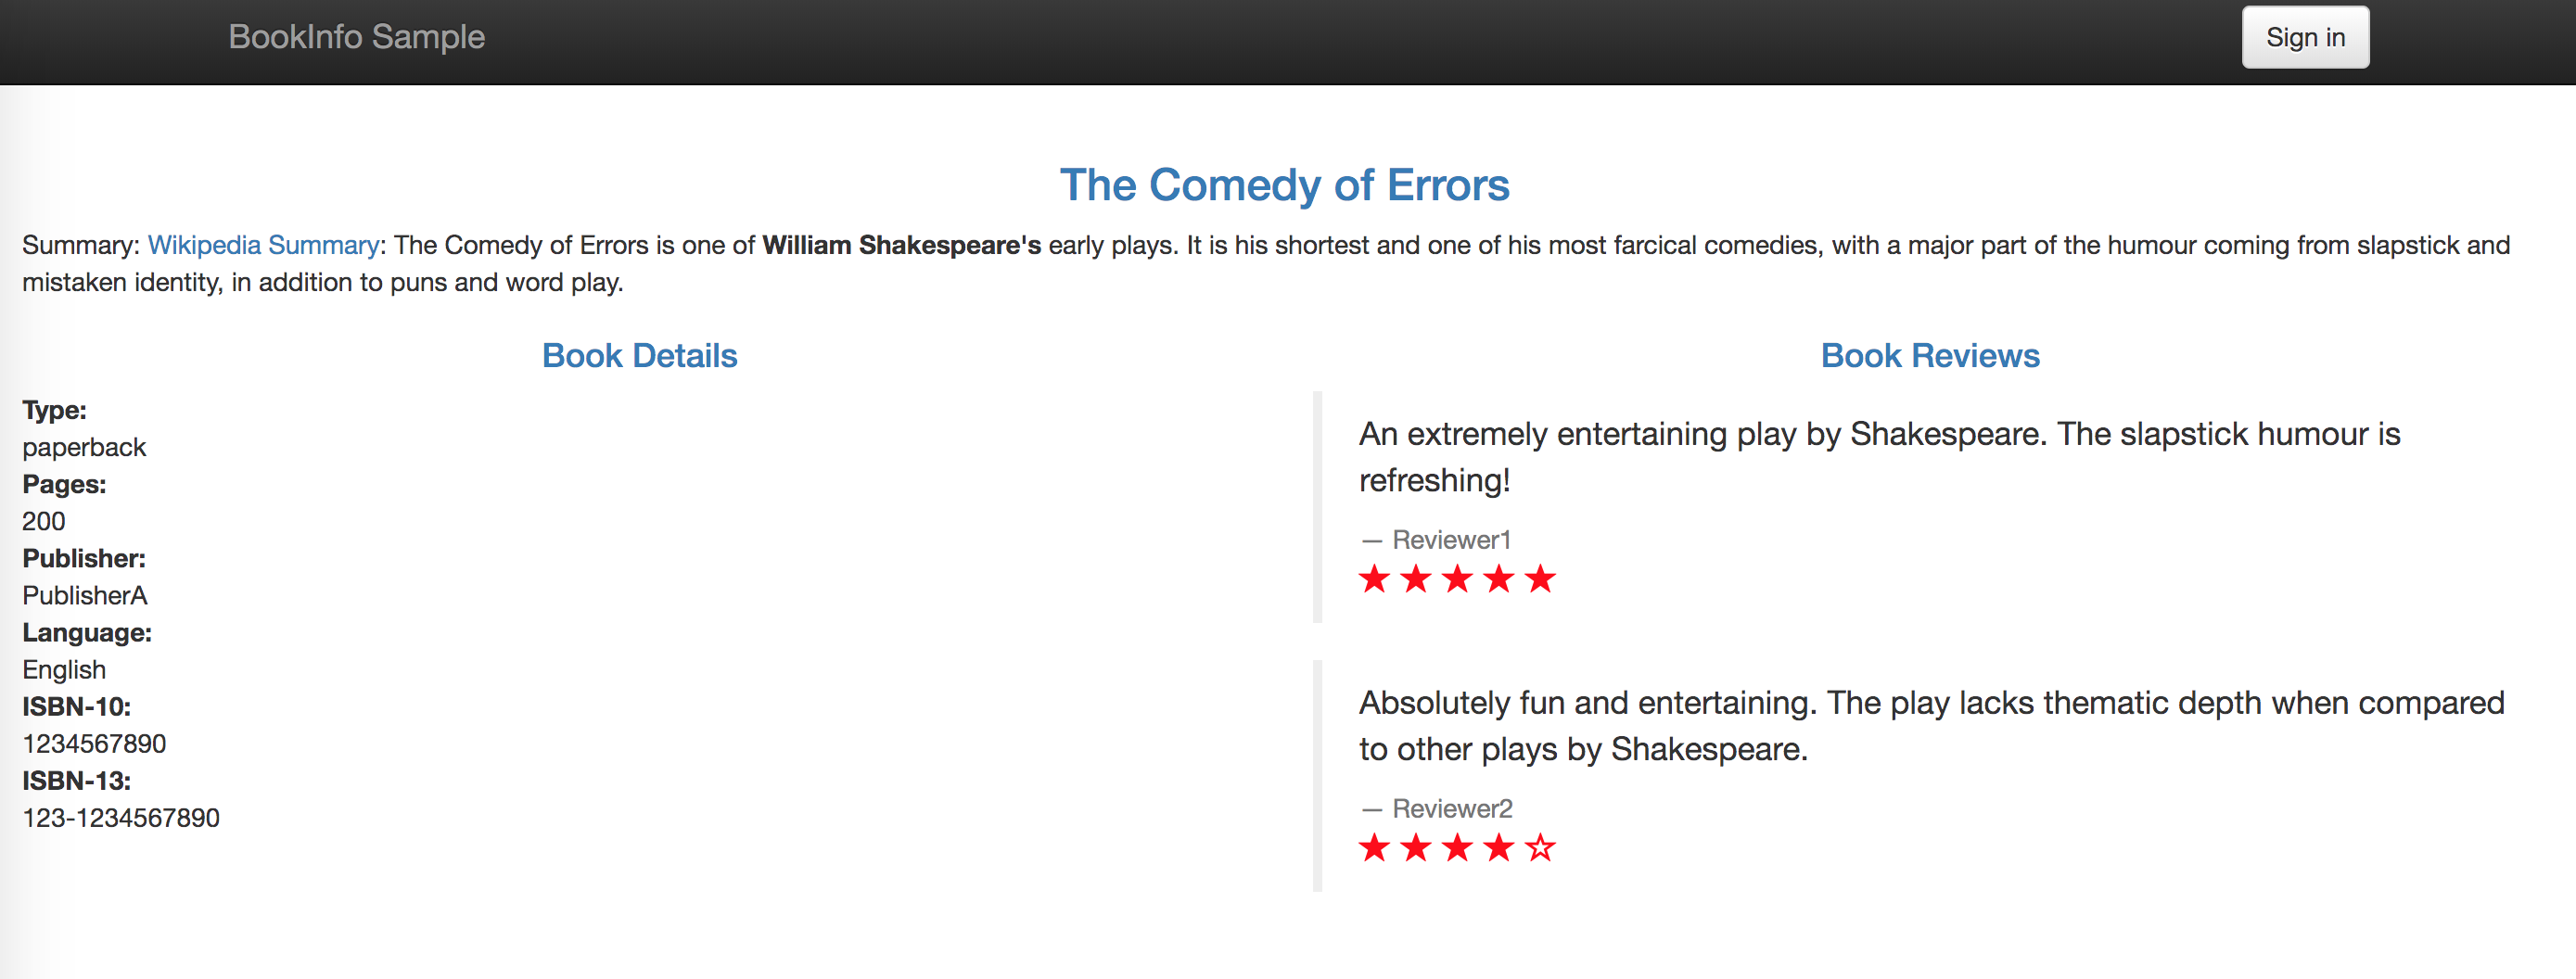 BookInfo Sample
Sign in
The Comedy of Errors
Summary: Wikipedia Summary: The Comedy of Errors is one of William Shakespeare's early plays. It is his shortest and one of his most farcical comedies, with a major part of the humour coming from slapstick and
mistaken identity, in addition to puns and word play.
Book Details
Type:
paperback
Pages:
200
Publisher:
PublisherA
Language:
English
ISBN-10:
1234567890
ISBN-13:
123-1234567890
Book Reviews
An extremely entertaining play by Shakespeare. The slapstick humour is
refreshing!
— Reviewer1
★ ★ ★ ★ ★
Absolutely fun and entertaining. The play lacks thematic depth when compared
to other plays by Shakespeare.
— Reviewer2
★ ★ ★ ★ ☆